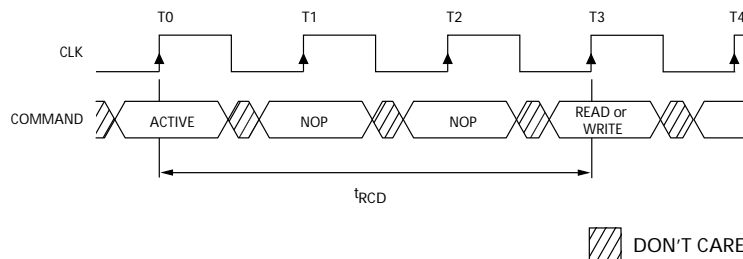 T0 T1 T2 T3 T4
CLK
COMMAND ACTIVE NOP NOP READ or
WRITE
tRCD
DON'T CARE